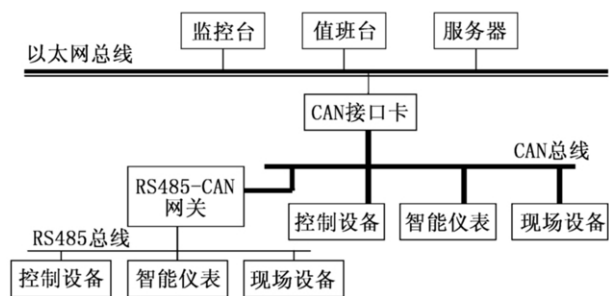 监控台
值班台
服务器
以太网总线
CAN接口卡
CAN总线
RS485-CAN
网关
控制设备
智能仪表
现场设备
RS485总线
控制设备
智能仪表
现场设备